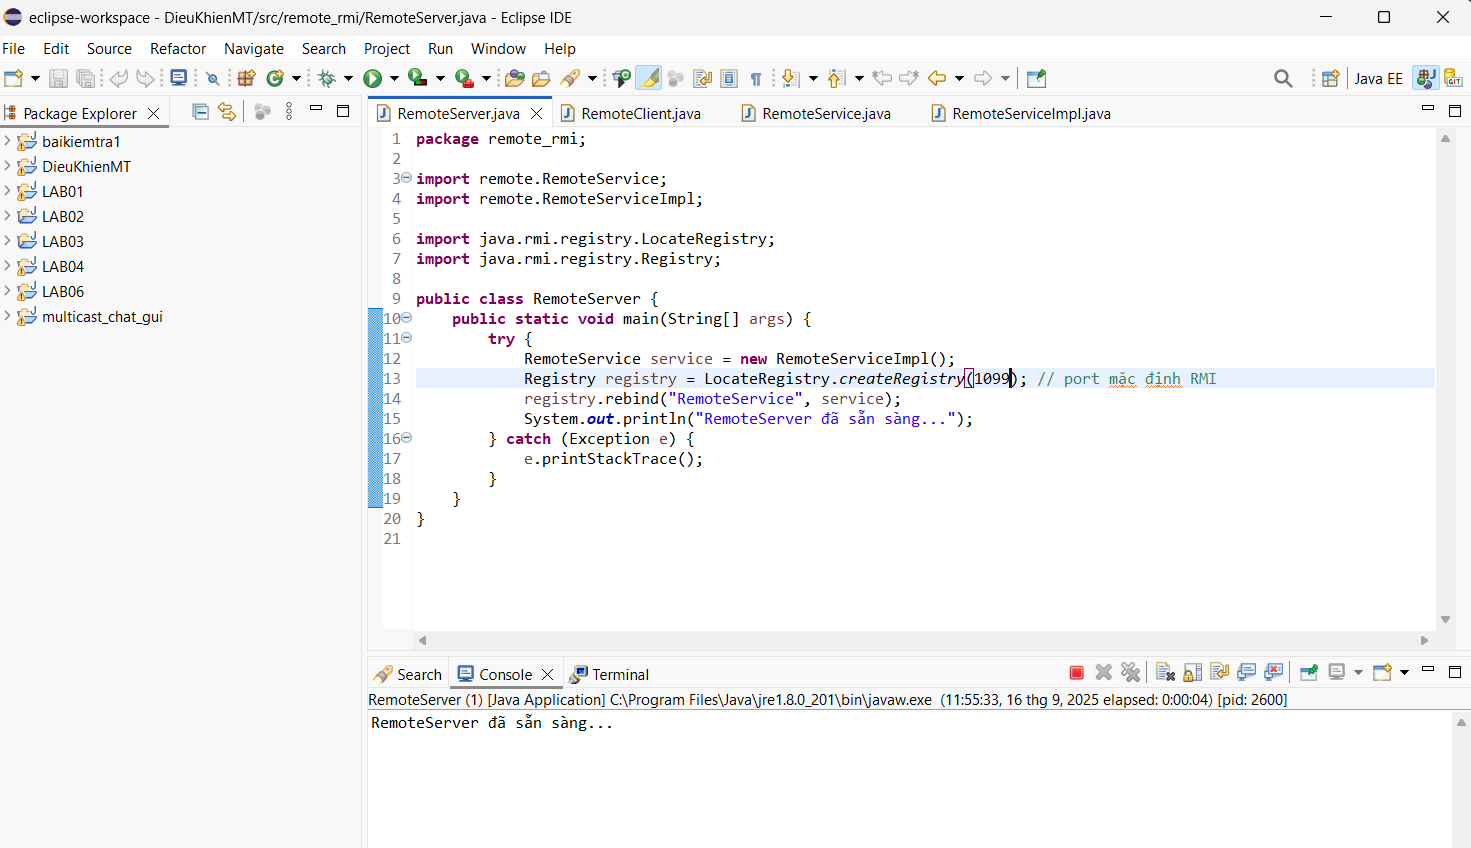 eclipse-workspace - DieuKhienMT/src/remote_rmi/RemoteServer.java - Eclipse IDE
File Edit Source Refactor Navigate Search Project Run Window Help
Java EE
GIT
Package Explorer
baikiemtra1
DieuKhienMT
LAB01
LAB02
LAB03
LAB04
LAB06
multicast_chat_gui
RemoteServer.java RemoteClient.java RemoteService.java RemoteServiceImpl.java
1 package remote_rmi;
2
3 import remote.RemoteService;
4 import remote.RemoteServiceImpl;
5
6 import java.rmi.registry.LocateRegistry;
7 import java.rmi.registry.Registry;
8
9 public class RemoteServer {
10     public static void main(String[] args) {
11         try {
12             RemoteService service = new RemoteServiceImpl();
13             Registry registry = LocateRegistry.createRegistry(1099); // port mặc định RMI
14             registry.rebind("RemoteService", service);
15             System.out.println("RemoteServer đã sẵn sàng...");
16         } catch (Exception e) {
17             e.printStackTrace();
18         }
19     }
20 }
21
Search Console Terminal
RemoteServer (1) [Java Application] C:\Program Files\Java\jre1.8.0_201\bin\javaw.exe (11:55:33, 16 thg 9, 2025 elapsed: 0:00:04) [pid: 2600]
RemoteServer đã sẵn sàng...